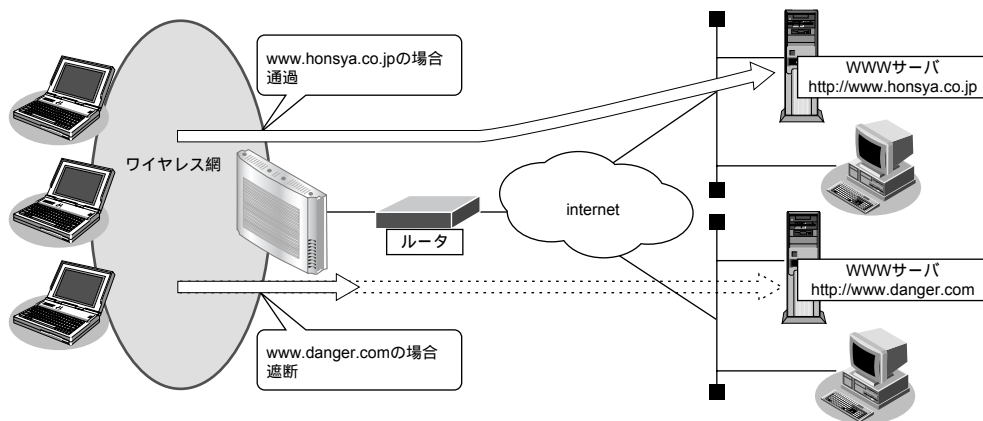 www.honsya.co.jpの場合
通過
WWWサーバ
http://www.honsya.co.jp
ワイヤレス網
internet
ルータ
WWWサーバ
http://www.danger.com
www.danger.comの場合
遮断